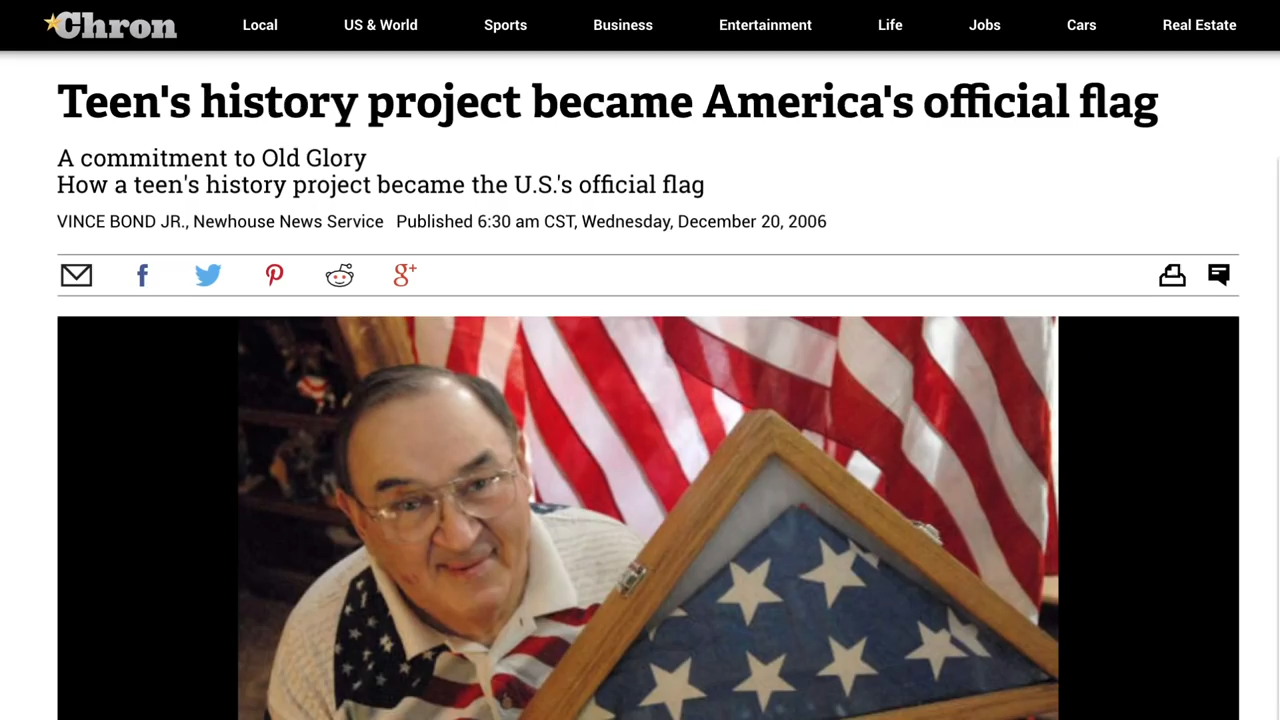 Chron Local US & World Sports Business Entertainment Life Jobs Cars Real Estate
Teen's history project became America's official flag
A commitment to Old Glory
How a teen's history project became the U.S.'s official flag
VINCE BOND JR., Newhouse News Service Published 6:30 am CST, Wednesday, December 20, 2006